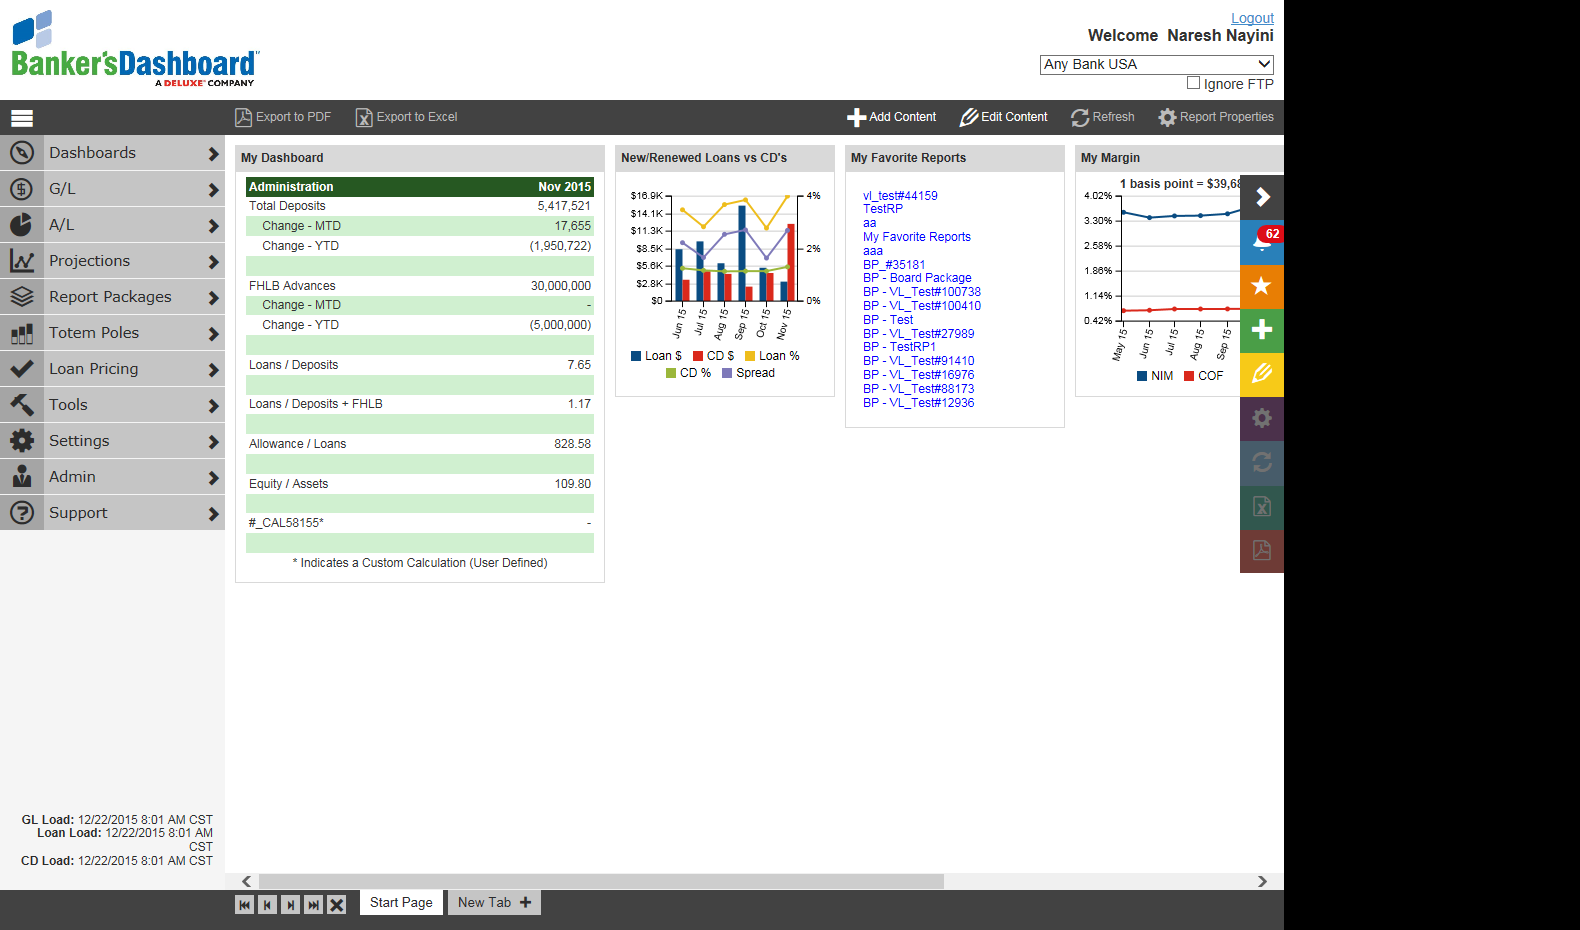 Logout
Welcome Naresh Nayini
Banker'sDashboard
A DELUXE COMPANY
Any Bank USA
Ignore FTP
Export to PDF
Export to Excel
Add Content
Edit Content
Refresh
Report Properties
Dashboards
G/L
A/L
Projections
Report Packages
Totem Poles
Loan Pricing
Tools
Settings
Admin
Support
My Dashboard
Administration Nov 2015
Total Deposits 5,417,521
Change - MTD 17,655
Change - YTD (1,950,722)
FHLB Advances 30,000,000
Change - MTD -
Change - YTD (5,000,000)
Loans / Deposits 7.65
Loans / Deposits + FHLB 1.17
Allowance / Loans 828.58
Equity / Assets 109.80
#_CAL58155* -
* Indicates a Custom Calculation (User Defined)
New/Renewed Loans vs CD's
$16.9K 4%
$14.1K
$11.3K
$8.5K 2%
$5.6K
$2.8K
$0 0%
Jun 15 Jul 15 Aug 15 Sep 15 Oct 15 Nov 15
Loan $ CD $ Loan %
CD % Spread
My Favorite Reports
vl_test#44159
TestRP
aa
My Favorite Reports
aaa
BP_#35181
BP - Board Package
BP - VL_Test#100738
BP - VL_Test#100410
BP - Test
BP - VL_Test#27989
BP - TestRP1
BP - VL_Test#91410
BP - VL_Test#16976
BP - VL_Test#88173
BP - VL_Test#12936
My Margin
1 basis point = $39,68
4.02%
3.30%
2.58%
1.86%
1.14%
0.42%
May 15 Jun 15 Jul 15 Aug 15 Sep 15
NIM COF
62
GL Load: 12/22/2015 8:01 AM CST
Loan Load: 12/22/2015 8:01 AM
CST
CD Load: 12/22/2015 8:01 AM CST
Start Page
New Tab